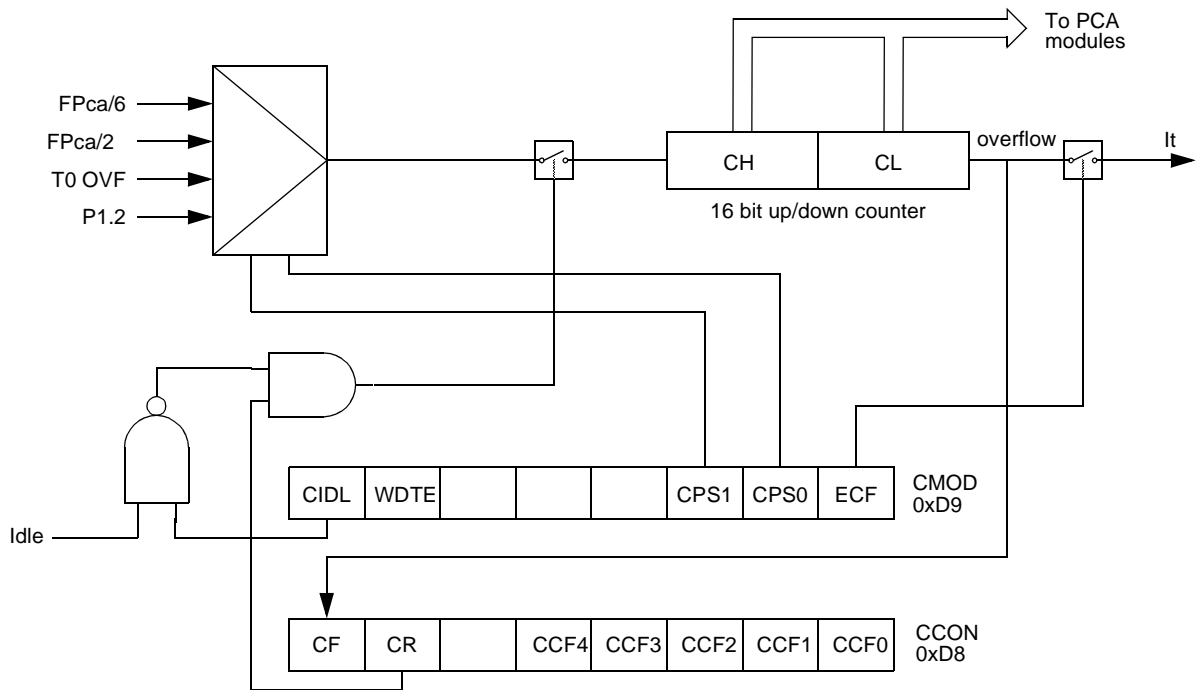 To PCA
modules
FPca/6
FPca/2
T0 OVF
P1.2
CH
CL
overflow
It
16 bit up/down counter
CIDL
WDTE
CPS1
CPS0
ECF
CMOD
0xD9
Idle
CF
CR
CCF4
CCF3
CCF2
CCF1
CCF0
CCON
0xD8